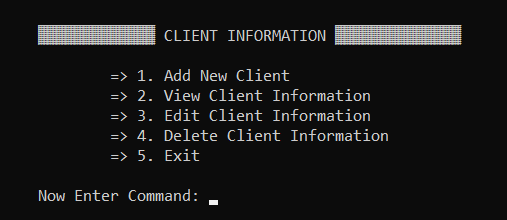 CLIENT INFORMATION
=> 1. Add New Client
=> 2. View Client Information
=> 3. Edit Client Information
=> 4. Delete Client Information
=> 5. Exit
Now Enter Command: